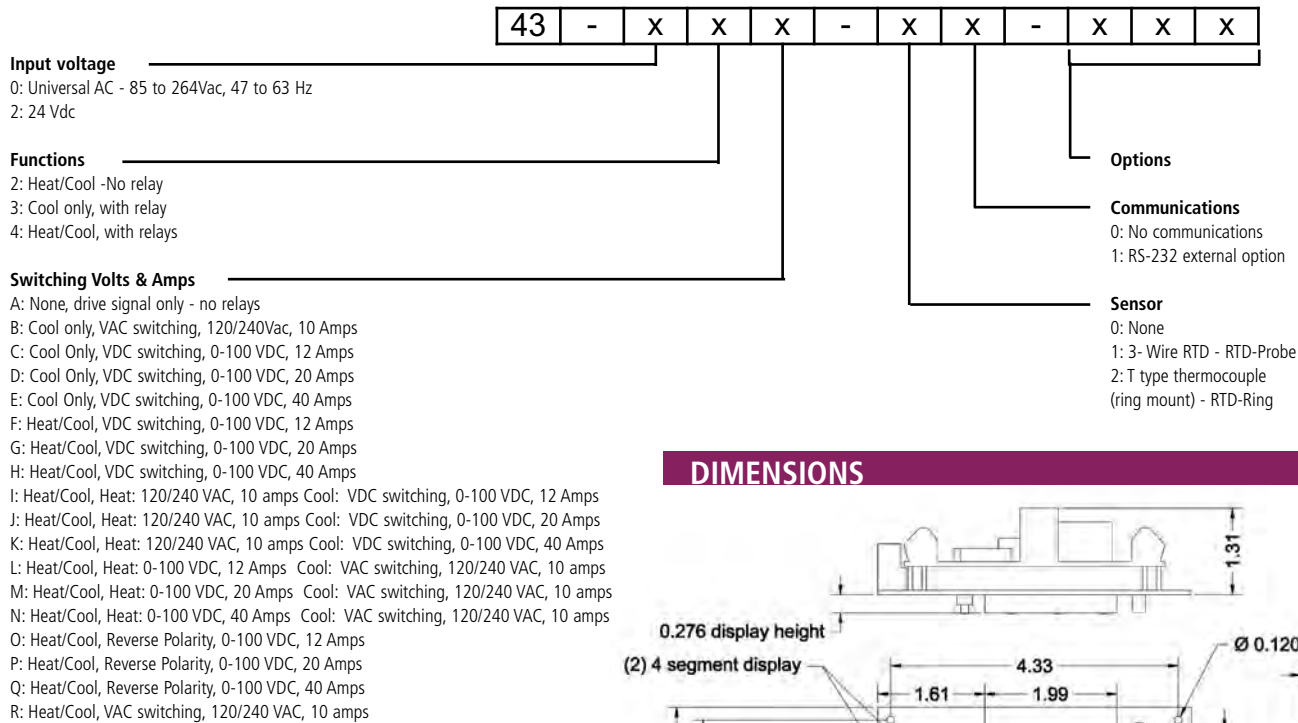 43 - X X X - X X - X X X
Input voltage
0: Universal AC - 85 to 264Vac, 47 to 63 Hz
2: 24 Vdc
Functions
2: Heat/Cool -No relay
3: Cool only, with relay
4: Heat/Cool, with relays
Switching Volts & Amps
A: None, drive signal only - no relays
B: Cool only, VAC switching, 120/240Vac, 10 Amps
C: Cool Only, VDC switching, 0-100 VDC, 12 Amps
D: Cool Only, VDC switching, 0-100 VDC, 20 Amps
E: Cool Only, VDC switching, 0-100 VDC, 40 Amps
F: Heat/Cool, VDC switching, 0-100 VDC, 12 Amps
G: Heat/Cool, VDC switching, 0-100 VDC, 20 Amps
H: Heat/Cool, VDC switching, 0-100 VDC, 40 Amps
I: Heat/Cool, Heat: 120/240 VAC, 10 amps Cool: VDC switching, 0-100 VDC, 12 Amps
J: Heat/Cool, Heat: 120/240 VAC, 10 amps Cool: VDC switching, 0-100 VDC, 20 Amps
K: Heat/Cool, Heat: 120/240 VAC, 10 amps Cool: VDC switching, 0-100 VDC, 40 Amps
L: Heat/Cool, Heat: 0-100 VDC, 12 Amps Cool: VAC switching, 120/240 VAC, 10 amps
M: Heat/Cool, Heat: 0-100 VDC, 20 Amps Cool: VAC switching, 120/240 VAC, 10 amps
N: Heat/Cool, Heat: 0-100 VDC, 40 Amps Cool: VAC switching, 120/240 VAC, 10 amps
O: Heat/Cool, Reverse Polarity, 0-100 VDC, 12 Amps
P: Heat/Cool, Reverse Polarity, 0-100 VDC, 20 Amps
Q: Heat/Cool, Reverse Polarity, 0-100 VDC, 40 Amps
R: Heat/Cool, VAC switching, 120/240 VAC, 10 amps
Options
Communications
0: No communications
1: RS-232 external option
Sensor
0: None
1: 3- Wire RTD - RTD-Probe
2: T type thermocouple
(ring mount) - RTD-Ring
DIMENSIONS
1.31
0.276 display height
(2) 4 segment display
Ø 0.120
4.33
1.61
1.99